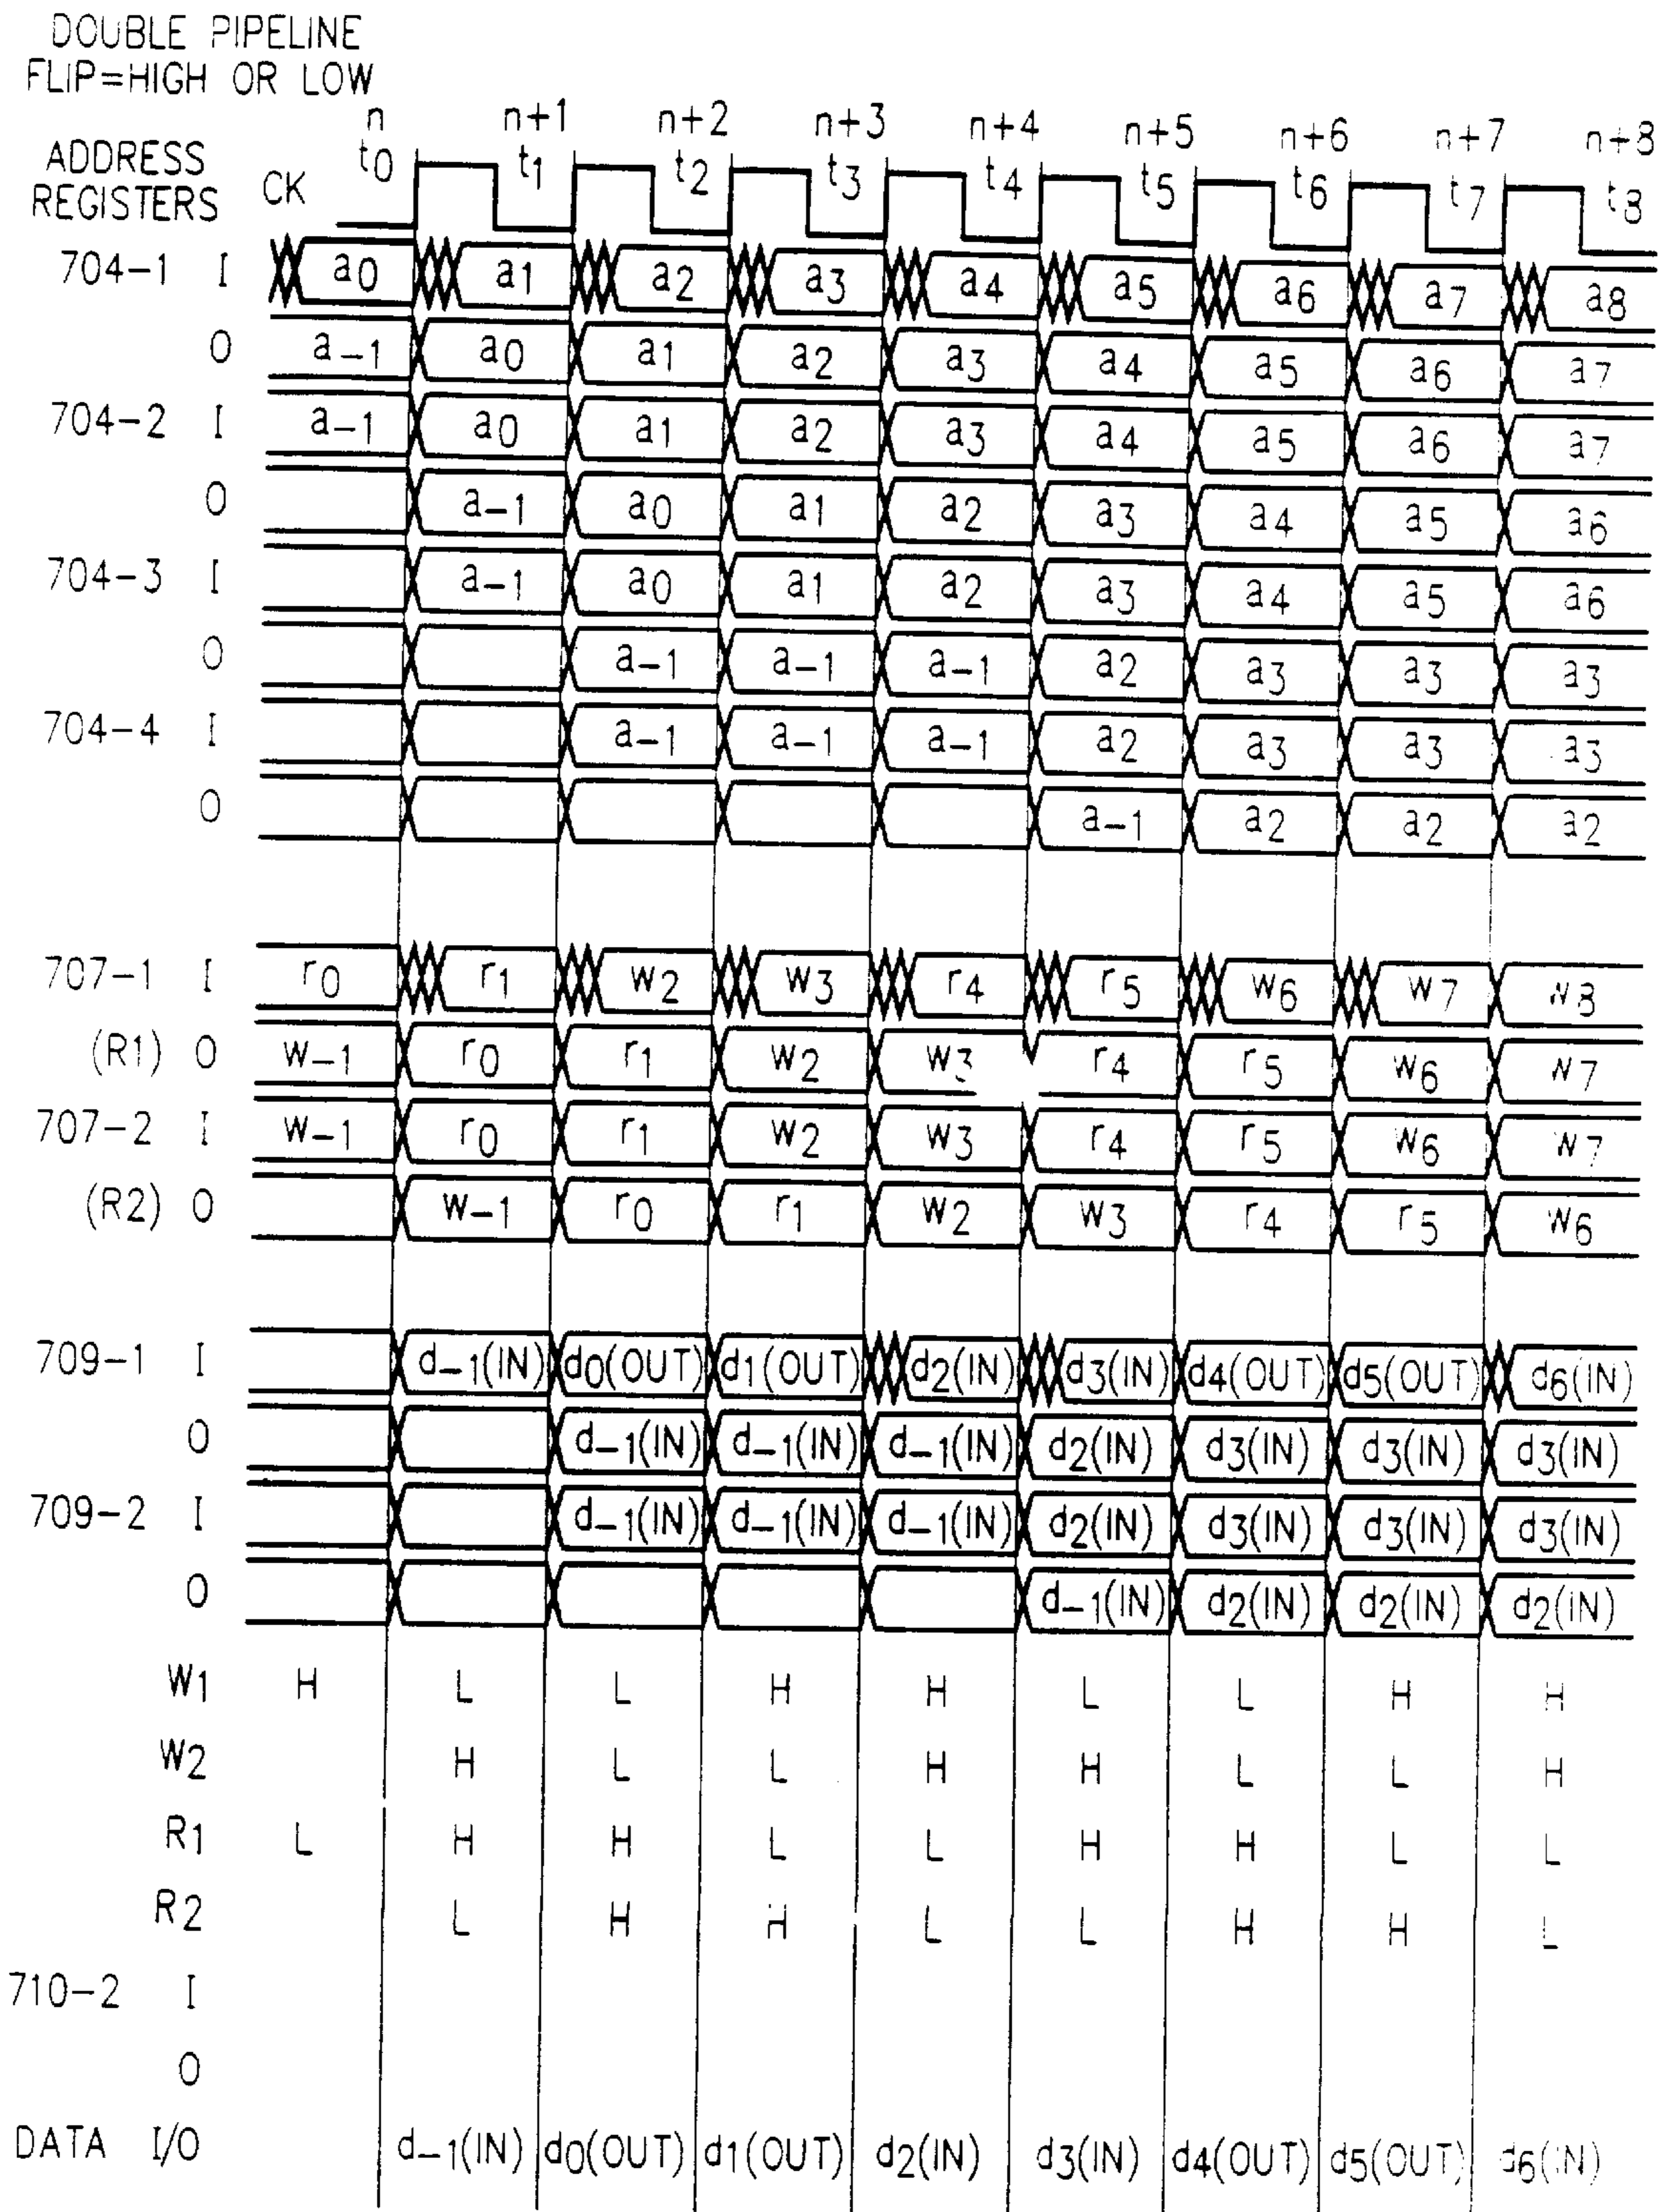 DOUBLE PIPELINE
FLIP=HIGH OR LOW
n n+1 n+2 n+3 n+4 n+5 n+6 n+7 n+8
ADDRESS
REGISTERS CK t0 t1 t2 t3 t4 t5 t6 t7 t8
704-1 I a0 a1 a2 a3 a4 a5 a6 a7 a8
O a-1 a0 a1 a2 a3 a4 a5 a6 a7
704-2 I a-1 a0 a1 a2 a3 a4 a5 a6 a7
O a-1 a0 a1 a2 a3 a4 a5 a6
704-3 I a-1 a0 a1 a2 a3 a4 a5 a6
O a-1 a-1 a-1 a2 a3 a3 a3
704-4 I a-1 a-1 a-1 a2 a3 a3 a3
O a-1 a2 a2 a2
707-1 I r0 r1 w2 w3 r4 r5 w6 w7 w8
(R1) O w-1 r0 r1 w2 w3 r4 r5 w6 w7
707-2 I w-1 r0 r1 w2 w3 r4 r5 w6 w7
(R2) O w-1 r0 r1 w2 w3 r4 r5 w6
709-1 I d-1(IN) d0(OUT) d1(OUT) d2(IN) d3(IN) d4(OUT) d5(OUT) d6(IN)
O d-1(IN) d-1(IN) d-1(IN) d2(IN) d3(IN) d3(IN) d3(IN)
709-2 I d-1(IN) d-1(IN) d-1(IN) d2(IN) d3(IN) d3(IN) d3(IN)
O d-1(IN) d2(IN) d2(IN) d2(IN)
W1 H L L H H L L H H
W2 H L L H H L L H
R1 L H H L L H H L L
R2 L H H L L H H L
710-2 I
O
DATA I/O d-1(IN) d0(OUT) d1(OUT) d2(IN) d3(IN) d4(OUT) d5(OUT) d6(IN)